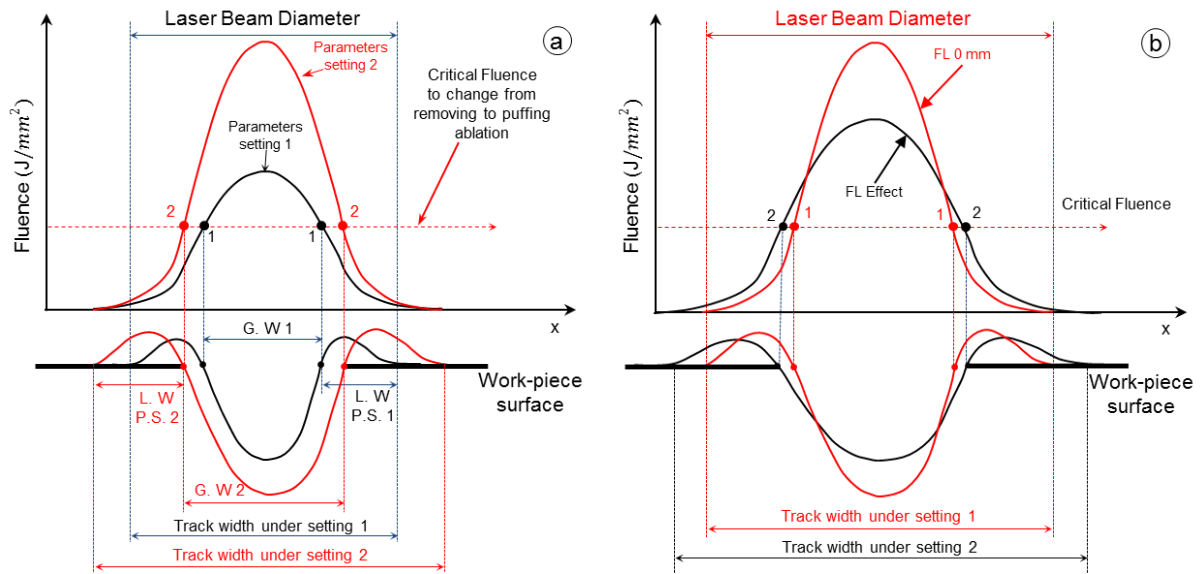 Laser Beam Diameter
a
Parameters
setting 2
Critical Fluence
to change from
removing to puffing
ablation
Parameters
setting 1
Fluence (J/mm²)
2
2
1
1
x
G. W 1
L. W
P.S. 2
L. W
P.S. 1
Work-piece
surface
G. W 2
Track width under setting 1
Track width under setting 2
Laser Beam Diameter
b
FL 0 mm
FL Effect
Fluence (J/mm²)
2
1
1
2
Critical Fluence
x
Work-piece
surface
Track width under setting 1
Track width under setting 2